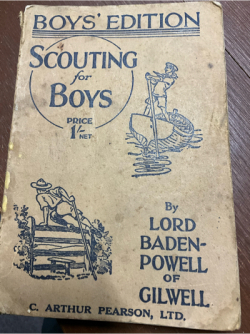 BOYS' EDITION
SCOUTING
for
BOYS
PRICE
1/-
NET
By
LORD
BADEN-
POWELL
OF
GILWELL
C. ARTHUR PEARSON, LTD.